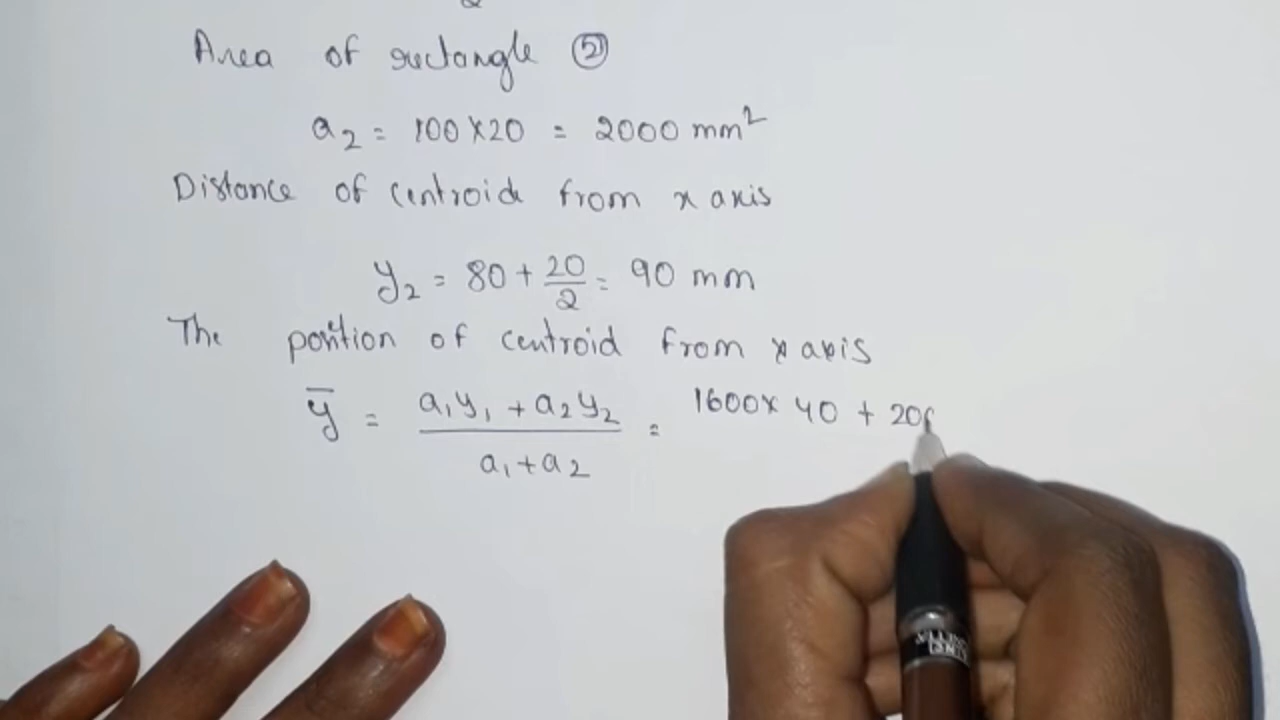 Area of rectangle ②
a₂ = 100 × 20 = 2000 mm²
Distance of centroid from x axis
y₂ = 80 + 20/2 = 90 mm
The position of centroid from x axis
ȳ = (a₁y₁ + a₂y₂)/(a₁ + a₂) = 1600 × 40 + 200